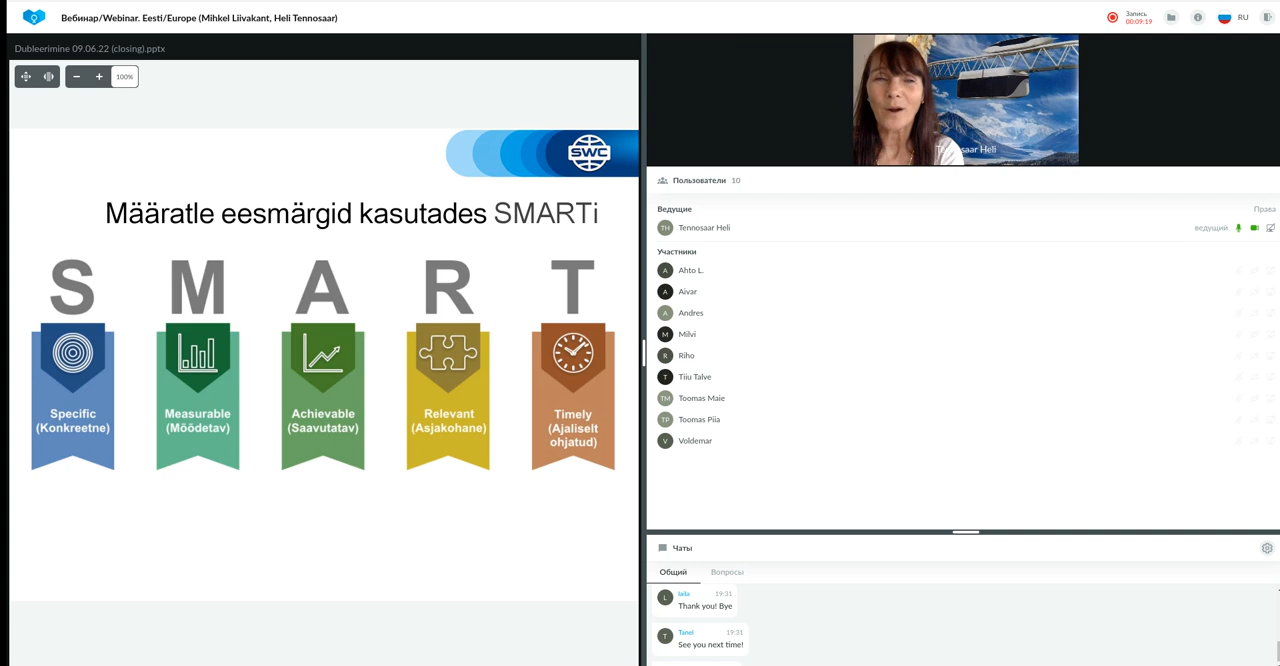 Вебинар/Webinar. Eesti/Europe (Mihkel Liivakant, Heli Tennosaar)
Запись
00:09:19
RU
Dubleerimine 09.06.22 (closing).pptx
100%
SWC
Määratle eesmärgid kasutades SMARTi
S M A R T
Specific
(Konkreetne)
Measurable
(Mõõdetav)
Achievable
(Saavutatav)
Relevant
(Asjakohane)
Timely
(Ajaliselt
ohjatud)
Tennosaar Heli
Пользователи 10
Ведущие Права
TH Tennosaar Heli ведущий
Участники
A Ahto L.
A Aivar
A Andres
M Milvi
R Riho
T Tiiu Talve
TM Toomas Maie
TP Toomas Piia
V Voldemar
Чаты
Общий Вопросы
L laila 19:31
Thank you! Bye
T Tanel 19:31
See you next time!